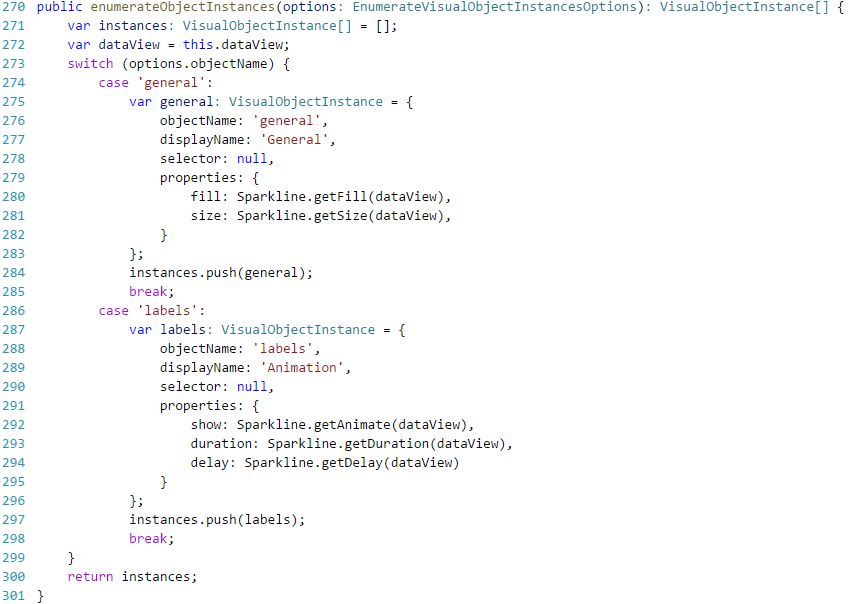 270 public enumerateObjectInstances(options: EnumerateVisualObjectInstancesOptions): VisualObjectInstance[] {
271     var instances: VisualObjectInstance[] = [];
272     var dataView = this.dataView;
273     switch (options.objectName) {
274         case 'general':
275             var general: VisualObjectInstance = {
276                 objectName: 'general',
277                 displayName: 'General',
278                 selector: null,
279                 properties: {
280                     fill: Sparkline.getFill(dataView),
281                     size: Sparkline.getSize(dataView),
282                 }
283             };
284             instances.push(general);
285             break;
286         case 'labels':
287             var labels: VisualObjectInstance = {
288                 objectName: 'labels',
289                 displayName: 'Animation',
290                 selector: null,
291                 properties: {
292                     show: Sparkline.getAnimate(dataView),
293                     duration: Sparkline.getDuration(dataView),
294                     delay: Sparkline.getDelay(dataView)
295                 }
296             };
297             instances.push(labels);
298             break;
299     }
300     return instances;
301 }